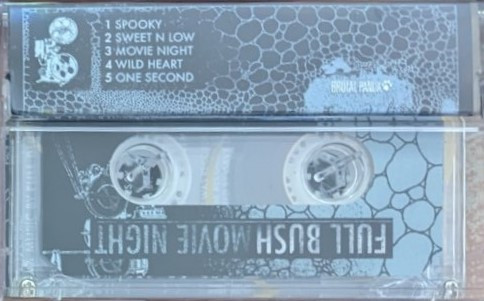 1 SPOOKY
2 SWEET N LOW
3 MOVIE NIGHT
4 WILD HEART
5 ONE SECOND
BRUTAL PANDA
FULL BUSH MOVIE NIGHT